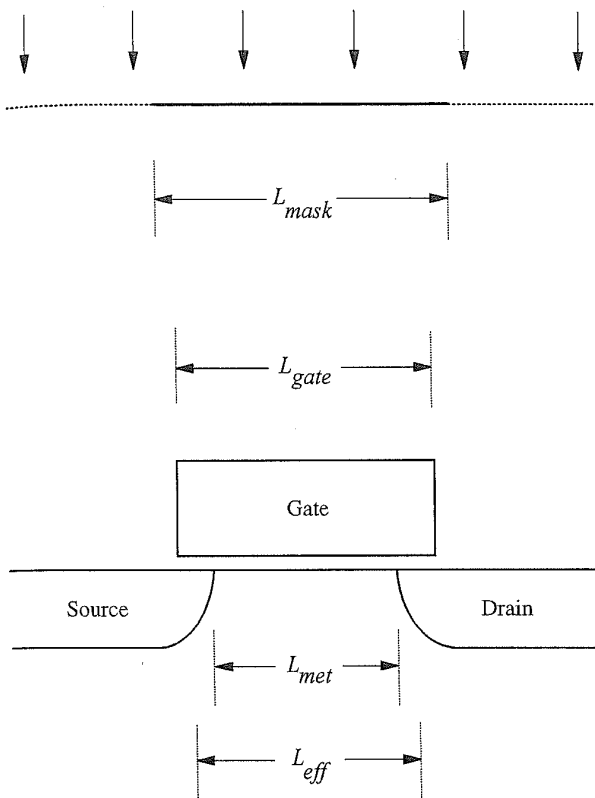 L_mask
L_gate
Gate
Source
Drain
L_met
L_eff